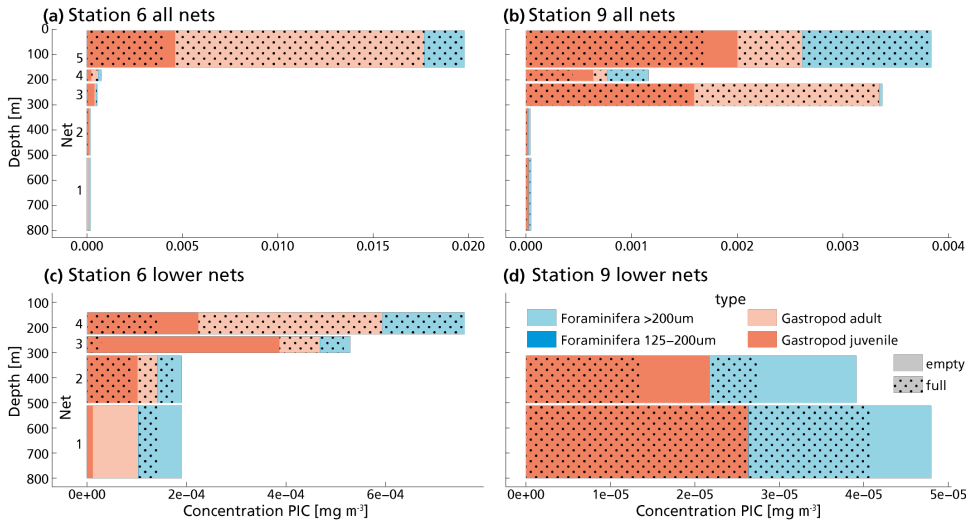 (a) Station 6 all nets
(b) Station 9 all nets
Depth [m]
Net
0
100
200
300
400
500
600
700
800
5
4
3
2
1
0.000 0.005 0.010 0.015 0.020
0.000 0.001 0.002 0.003 0.004
(c) Station 6 lower nets
(d) Station 9 lower nets
Depth [m]
Net
100
200
300
400
500
600
700
800
4
3
2
1
type
Foraminifera >200um
Gastropod adult
Foraminifera 125–200um
Gastropod juvenile
empty
full
0e+00 2e−04 4e−04 6e−04
0e+00 1e−05 2e−05 3e−05 4e−05 5e−05
Concentration PIC [mg m⁻³]
Concentration PIC [mg m⁻³]